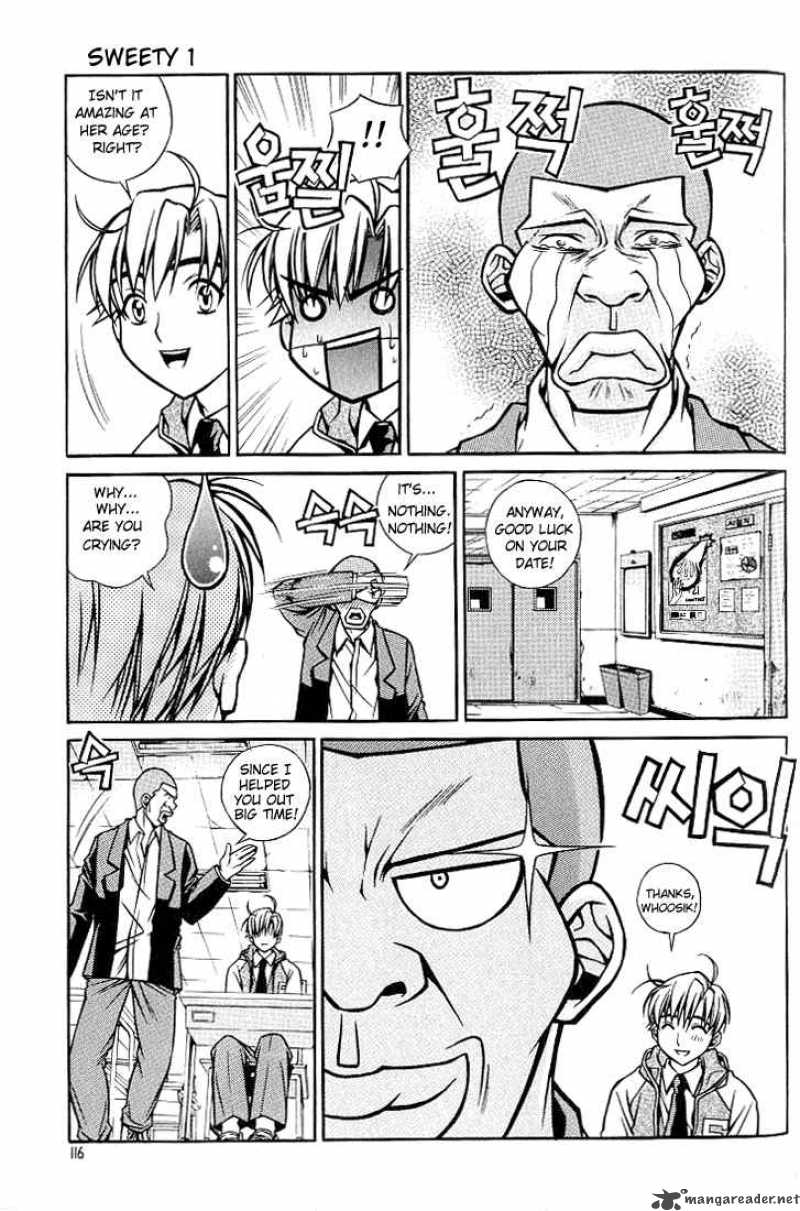 SWEETY 1
ISN'T IT
AMAZING AT
HER AGE?
RIGHT?
!!
움찔
훌쩍
훌쩍
WHY...
WHY...
ARE YOU
CRYING?
슥슥
IT'S...
NOTHING.
NOTHING!
ANYWAY,
GOOD LUCK
ON YOUR
DATE!
슥
SINCE I
HELPED
YOU OUT
BIG TIME!
씨익
THANKS,
WHOOSIK!
116
mangareader.net